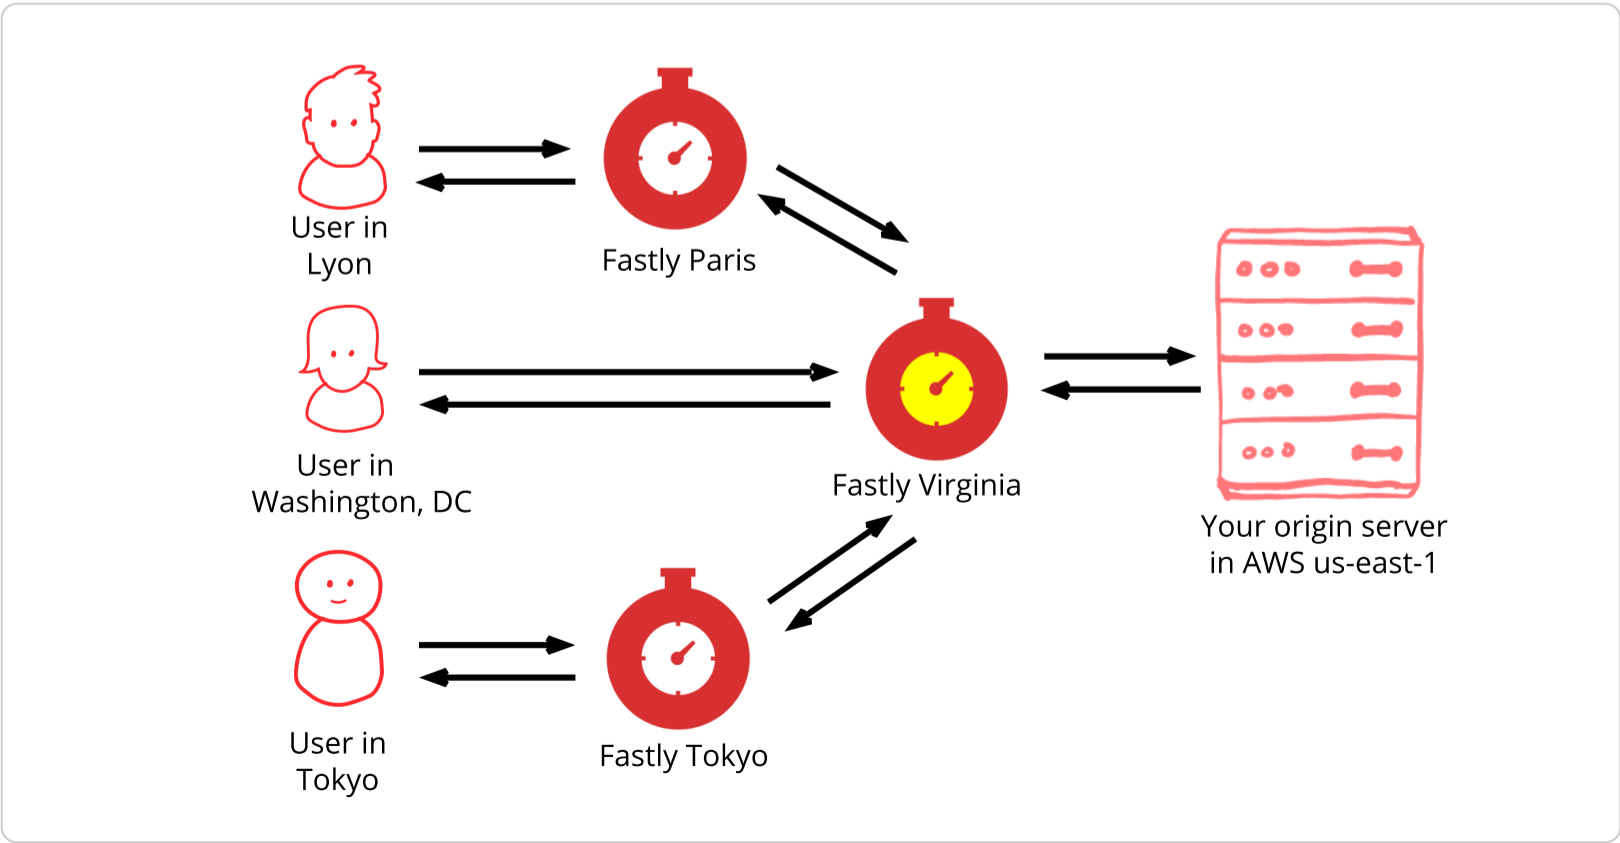 User in
Lyon
Fastly Paris
User in
Washington, DC
Fastly Virginia
Your origin server
in AWS us-east-1
User in
Tokyo
Fastly Tokyo